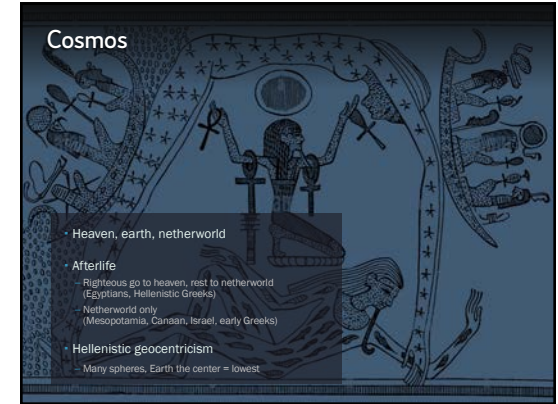 Cosmos
• Heaven, earth, netherworld
• Afterlife
– Righteous go to heaven, rest to netherworld
(Egyptians, Hellenistic Greeks)
– Netherworld only
(Mesopotamia, Canaan, Israel, early Greeks)
• Hellenistic geocentricism
– Many spheres, Earth the center = lowest